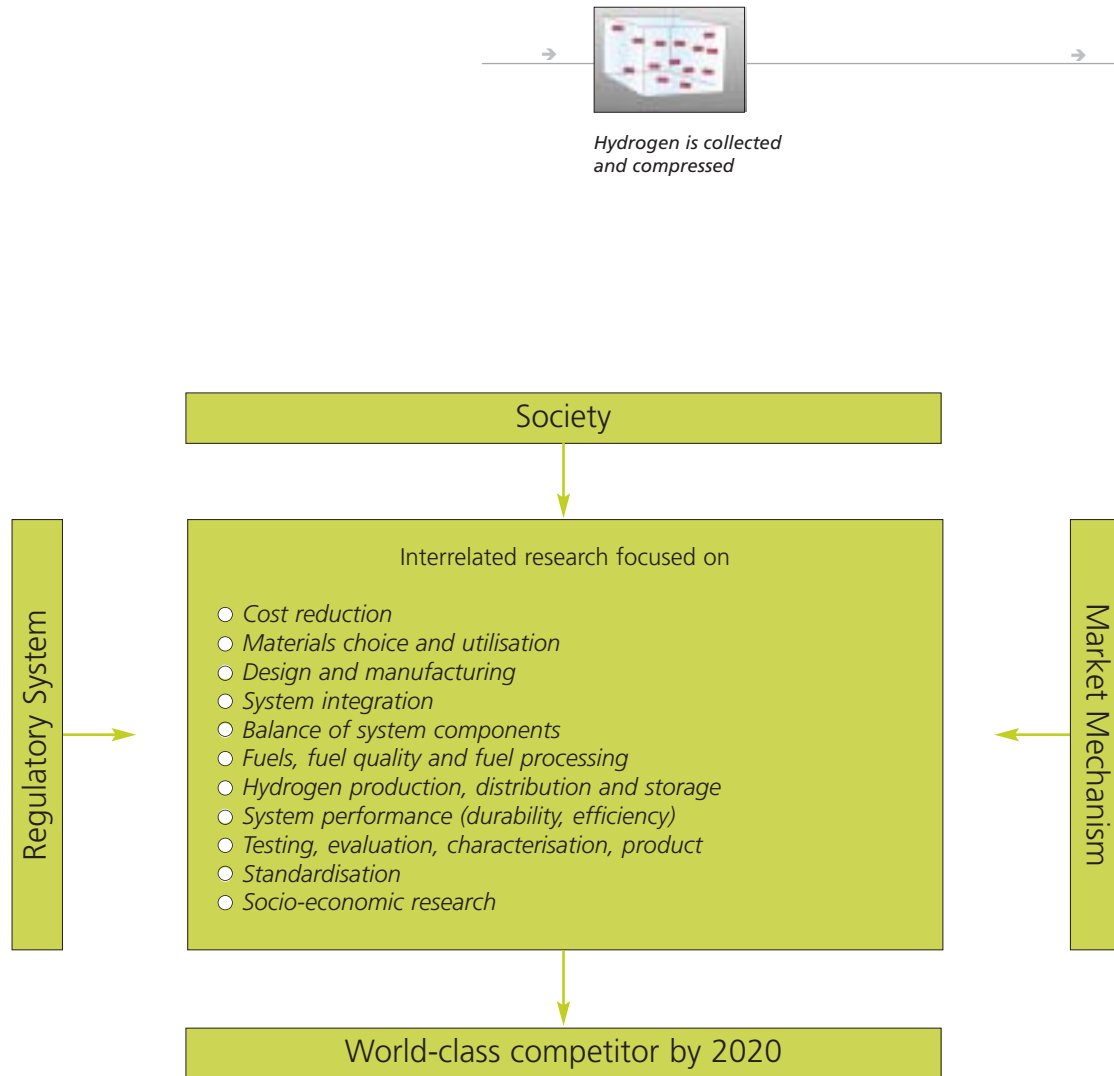 Hydrogen is collected
and compressed
Society
Regulatory System
Interrelated research focused on
Cost reduction
Materials choice and utilisation
Design and manufacturing
System integration
Balance of system components
Fuels, fuel quality and fuel processing
Hydrogen production, distribution and storage
System performance (durability, efficiency)
Testing, evaluation, characterisation, product
Standardisation
Socio-economic research
Market Mechanism
World-class competitor by 2020